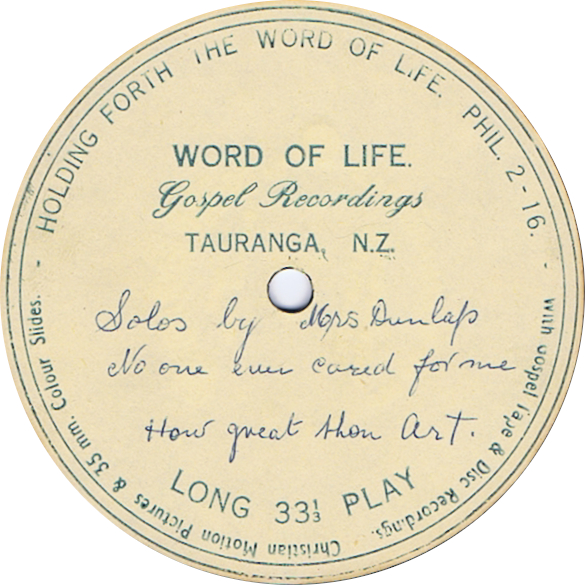 HOLDING FORTH THE WORD OF LIFE. PHIL. 2-16.
WORD OF LIFE.
Gospel Recordings
TAURANGA, N.Z.
Solos by Mrs Dunlap
No one ever cared for me
How great thou Art.
LONG 33⅓ PLAY
- with Gospel Tape & Disc Recordings. Christian Motion Pictures & 35 mm. Colour Slides. -